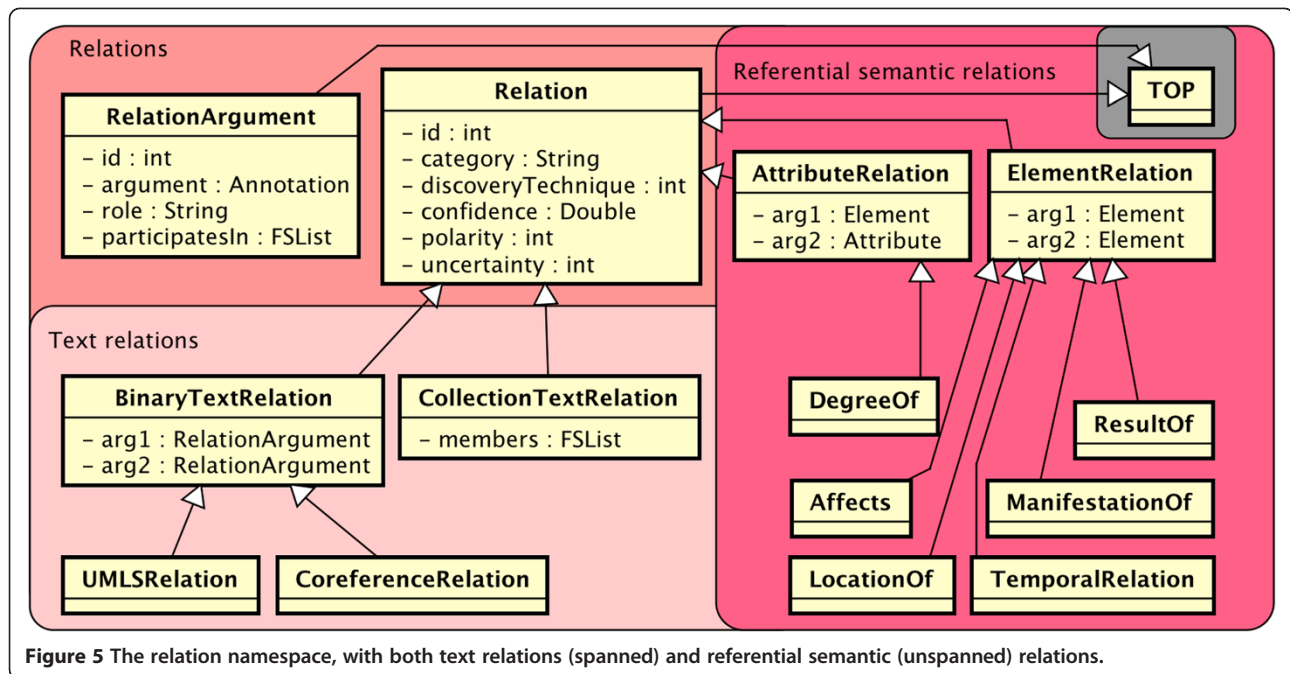 Relations
RelationArgument
– id : int
– argument : Annotation
– role : String
– participatesIn : FSList
Relation
– id : int
– category : String
– discoveryTechnique : int
– confidence : Double
– polarity : int
– uncertainty : int
Referential semantic relations
TOP
AttributeRelation
– arg1 : Element
– arg2 : Attribute
ElementRelation
– arg1 : Element
– arg2 : Element
Text relations
BinaryTextRelation
– arg1 : RelationArgument
– arg2 : RelationArgument
CollectionTextRelation
– members : FSList
UMLSRelation
CoreferenceRelation
DegreeOf
ResultOf
Affects
ManifestationOf
LocationOf
TemporalRelation
Figure 5 The relation namespace, with both text relations (spanned) and referential semantic (unspanned) relations.